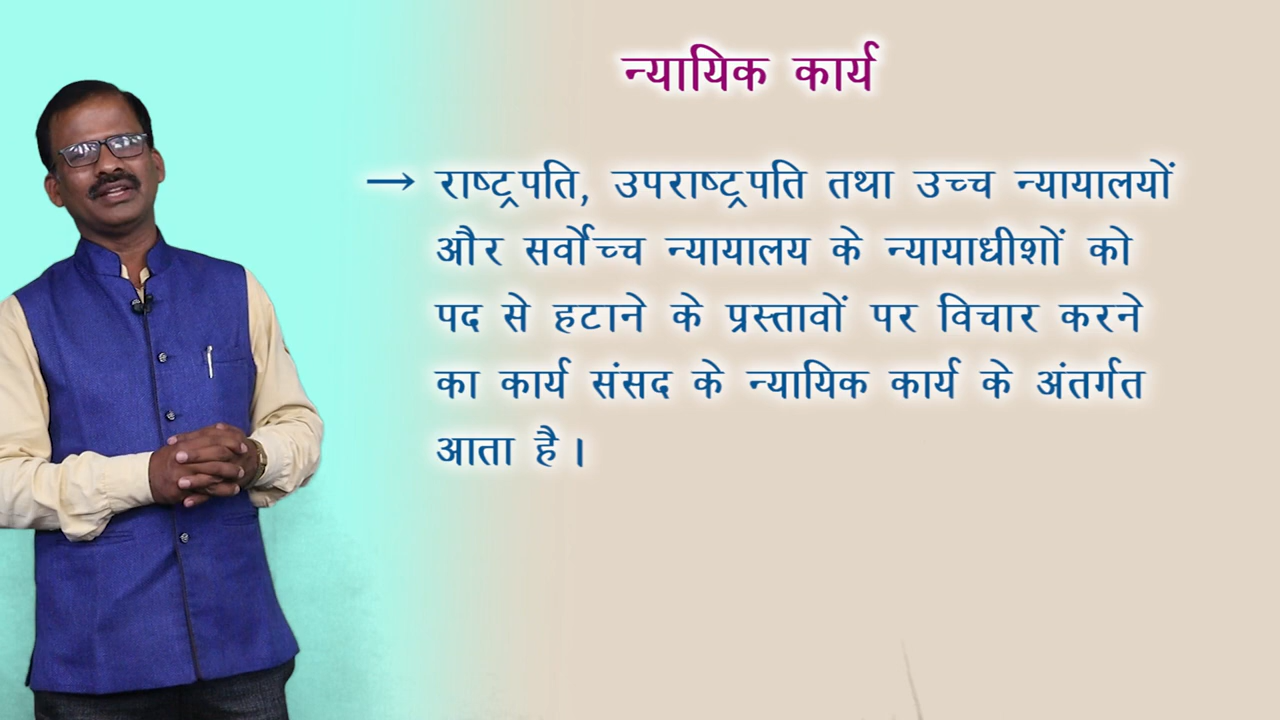 न्यायिक कार्य
→ राष्ट्रपति, उपराष्ट्रपति तथा उच्च न्यायालयों
और सर्वोच्च न्यायालय के न्यायाधीशों को
पद से हटाने के प्रस्तावों पर विचार करने
का कार्य संसद के न्यायिक कार्य के अंतर्गत
आता है।